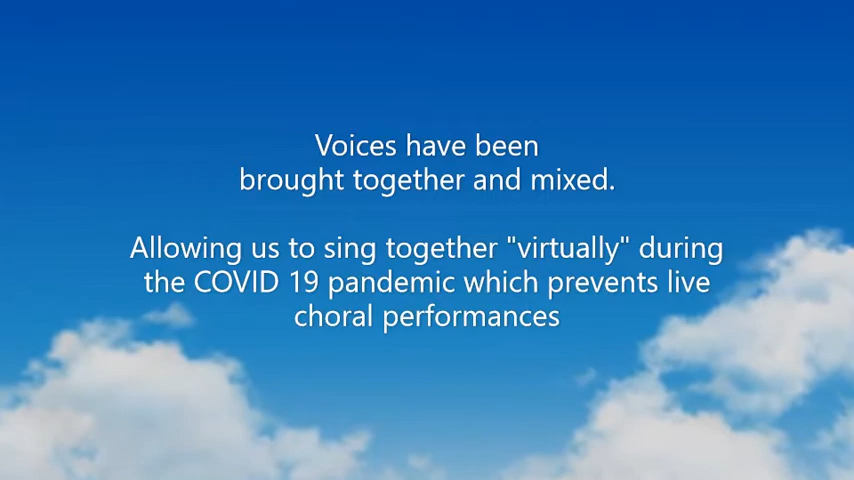 Voices have been
brought together and mixed.
Allowing us to sing together "virtually" during
the COVID 19 pandemic which prevents live
choral performances